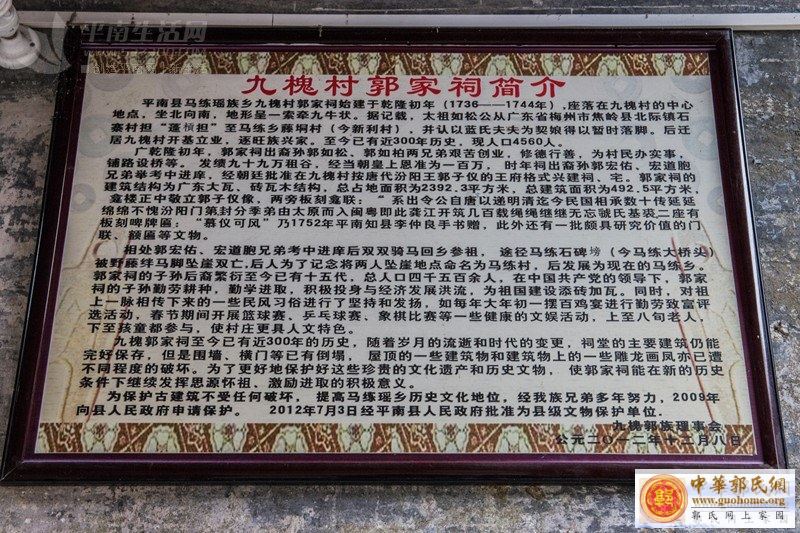 平南生活网
九槐村郭家祠简介
平南县马练瑶族乡九槐村郭家祠始建于乾隆初年（1736——1744年），座落在九槐村的中心
地点，坐北向南，地形呈一索牵九牛状。据记载，太祖如松公从广东省梅州市焦岭县北际镇石
寨村担“蓬槓担”至马练乡藤垌村（今新利村），并认以蓝氏夫夫为契娘得以暂时落脚。后迁
居九槐村开基立业，逐旺族兴家。至今已有近300年历史，现人口4560人。
广乾隆初年，郭家祠出裔孙郭如松、郭如柏两兄弟艰苦创业，修德行善，为村民办实事，
铺路设桥等。发绩九十九万祖谷，经当朝祖上恩准为一百万，时年祠出裔孙郭宏佑、宏道胞
兄弟举考中进庠。经朝廷批准在九槐村按唐代汾阳王郭子仪的王府格式兴建祠、宅。郭家祠的
建筑结构为广东大瓦、砖瓦木结构，总占地面积为2392.3平方米，总建筑面积为492.5平方米，
龛楼正中敬立郭子仪像，两旁板刻龛联：“系出令公自唐以递明清迄今民国相承数十传延延
绵绵不愧汾阳门第封分季弟由太原而入闽粤即此龚江开筑几百载绳绳继继无忘虢氏基裘二座有
板刻啤牌匾：“慕仪可风”乃1752年平南知县李仲良手书赠，此外还有一批颇具研究价值的门
联、额匾等文物。
相处郭宏佑、宏道胞兄弟考中进庠后双双骑马回乡参祖，途径马练石碑塝（今马练大桥头）
被野藤绊马脚坠崖双亡，后人为了记念将两人坠崖地点命名为马练村，后发展为现在的马练乡。
郭家祠的子孙后裔繁衍至今已有十五代，总人口四千五百余人，在中国共产党的领导下，郭家
祠的子孙勤劳耕种，勤学进取，积极投身与经济发展洪流，为祖国建设添砖加瓦，同时，对祖
上一脉相传下来的一些民风习俗进行了坚持和发扬，如每年大年初一摆百鸡宴进行勤劳致富评
选活动，春节期间开展篮球赛、乒乓球赛、象棋比赛等一些健康的文娱活动，上至八旬老人，
下至孩童都参与，使村庄更具人文特色。
九槐郭家祠至今已有近300年的历史，随着岁月的流逝和时代的变更，祠堂的主要建筑仍能
完好保存，但是围墙、横门等已有倒塌，屋顶的一些建筑物和建筑物上的一些雕龙画凤亦已遭
不同程度的破坏。为了更好地保护好这些珍贵的文化遗产和历史文物，使郭家祠能在新的历史
条件下继续发挥思源怀祖、激励进取的积极意义。
为保护古建筑不受任何破坏，提高马练瑶乡历史文化地位，经我族兄弟多年努力，2009年
向县人民政府申请保护。2012年7月3日经平南县人民政府批准为县级文物保护单位。
九槐郭族理事会
公元二〇一二年十二月八日
中華郭氏網
www.guohome.org
郭氏网上家园